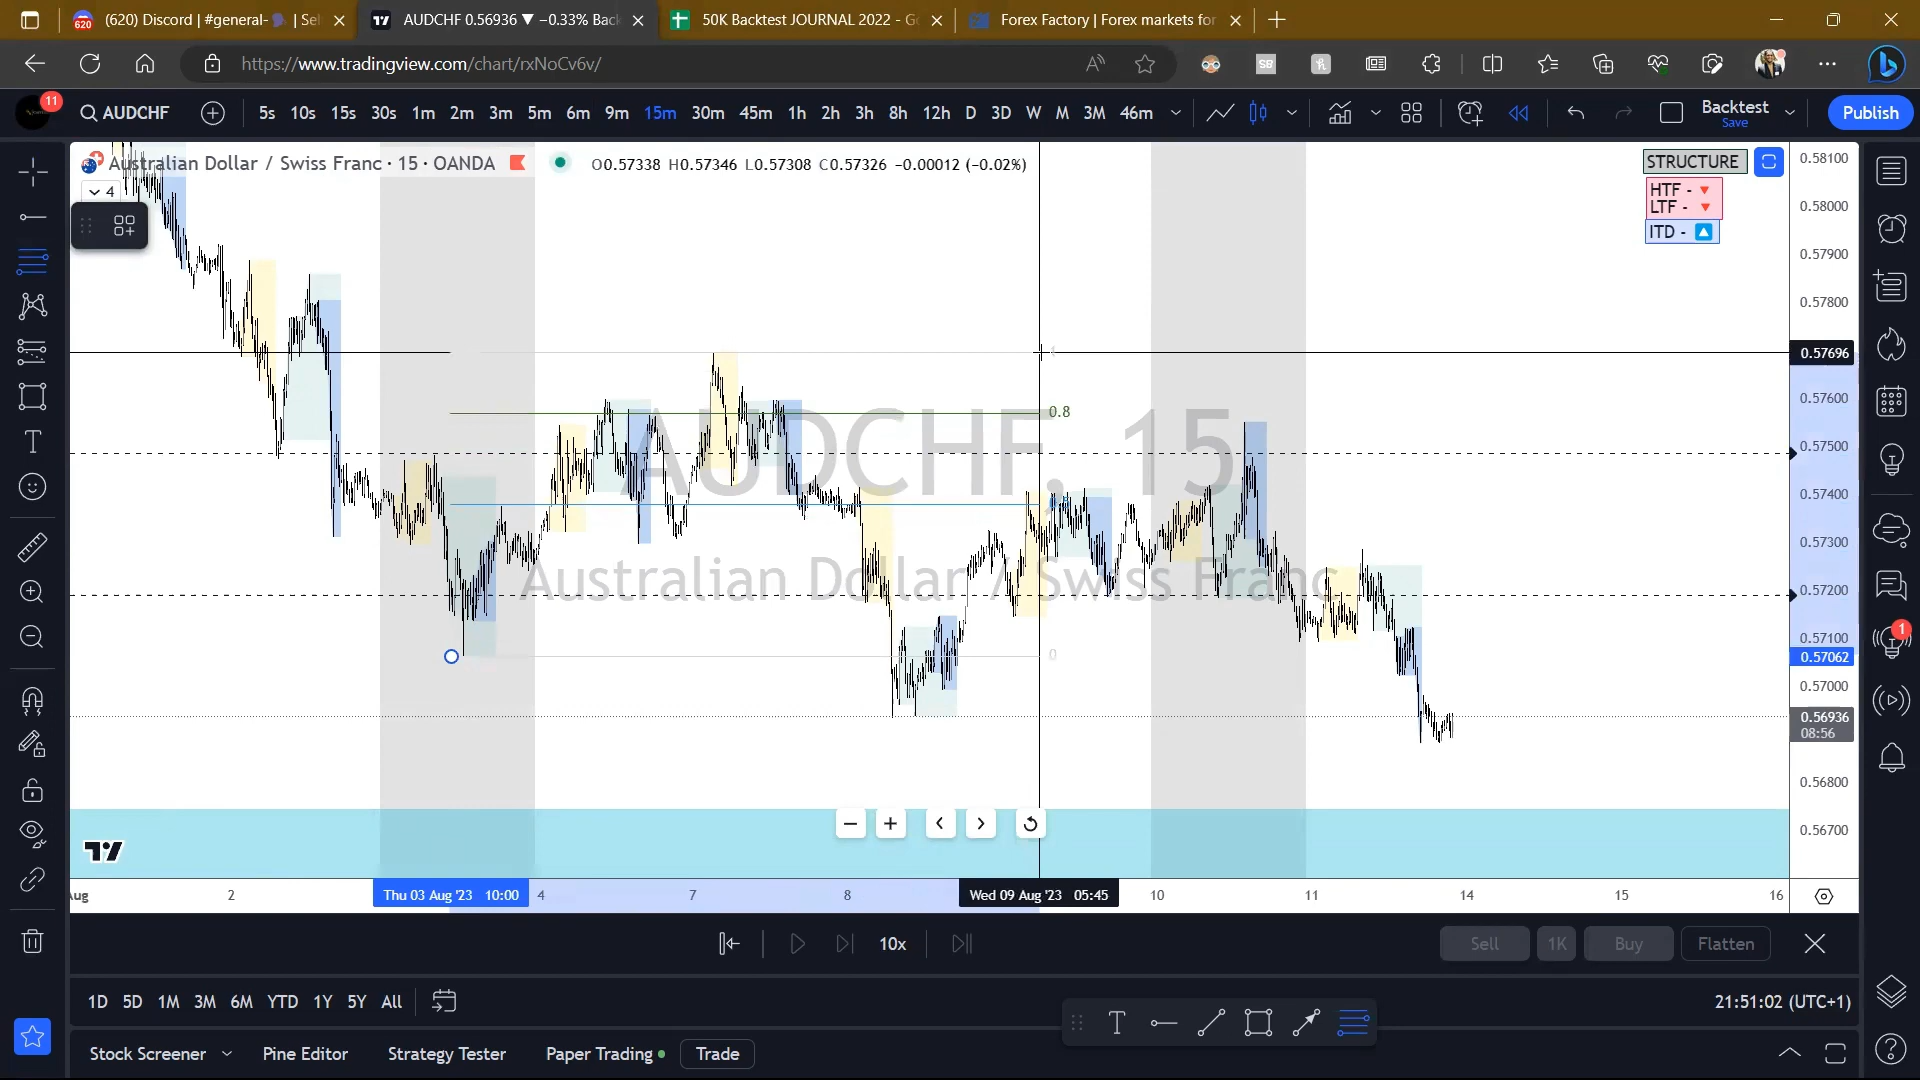 620
(620) Discord | #general-🗣 | Sel
AUDCHF 0.56936 ▼ −0.33% Back
50K Backtest JOURNAL 2022 - Go
Forex Factory | Forex markets for
https://www.tradingview.com/chart/rxNoCv6v/
11
AUDCHF
5s 10s 15s 30s 1m 2m 3m 5m 6m 9m 15m 30m 45m 1h 2h 3h 8h 12h D 3D W M 3M 46m
Backtest
Save
Publish
Australian Dollar / Swiss Franc · 15 · OANDA
O0.57338 H0.57346 L0.57308 C0.57326 −0.00012 (−0.02%)
4
STRUCTURE
HTF - 🔻
LTF - 🔻
ITD - 🔼
0.58100
0.58000
0.57900
0.57800
0.57696
0.57600
0.57500
0.57400
0.57300
0.57200
0.57100
0.57062
0.57000
0.56936
08:56
0.56800
0.56700
1
0.8
0
AUDCHF, 15
Australian Dollar / Swiss Franc
Aug 2 Thu 03 Aug '23 10:00 4 7 8 Wed 09 Aug '23 05:45 10 11 14 15 16
10x
Sell 1K Buy Flatten
1D 5D 1M 3M 6M YTD 1Y 5Y All
21:51:02 (UTC+1)
Stock Screener Pine Editor Strategy Tester Paper Trading Trade
1